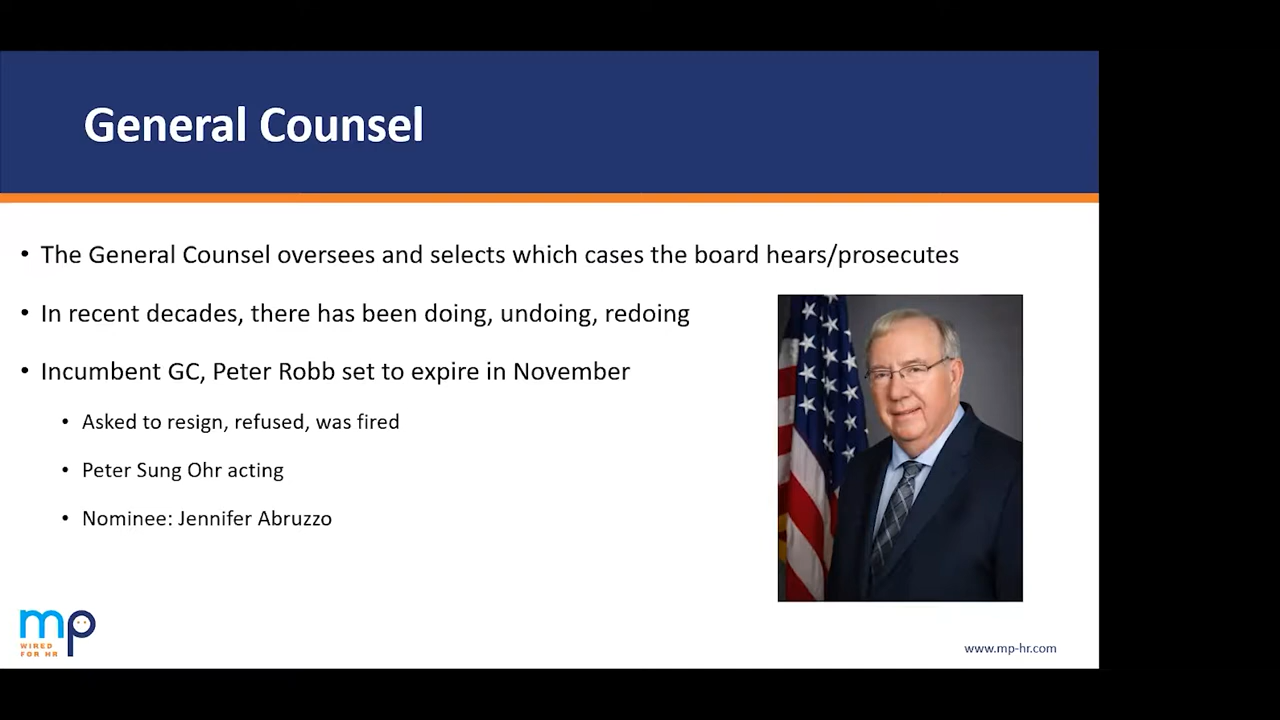 General Counsel
• The General Counsel oversees and selects which cases the board hears/prosecutes
• In recent decades, there has been doing, undoing, redoing
• Incumbent GC, Peter Robb set to expire in November
• Asked to resign, refused, was fired
• Peter Sung Ohr acting
• Nominee: Jennifer Abruzzo
mp
WIRED
FOR HR
www.mp-hr.com